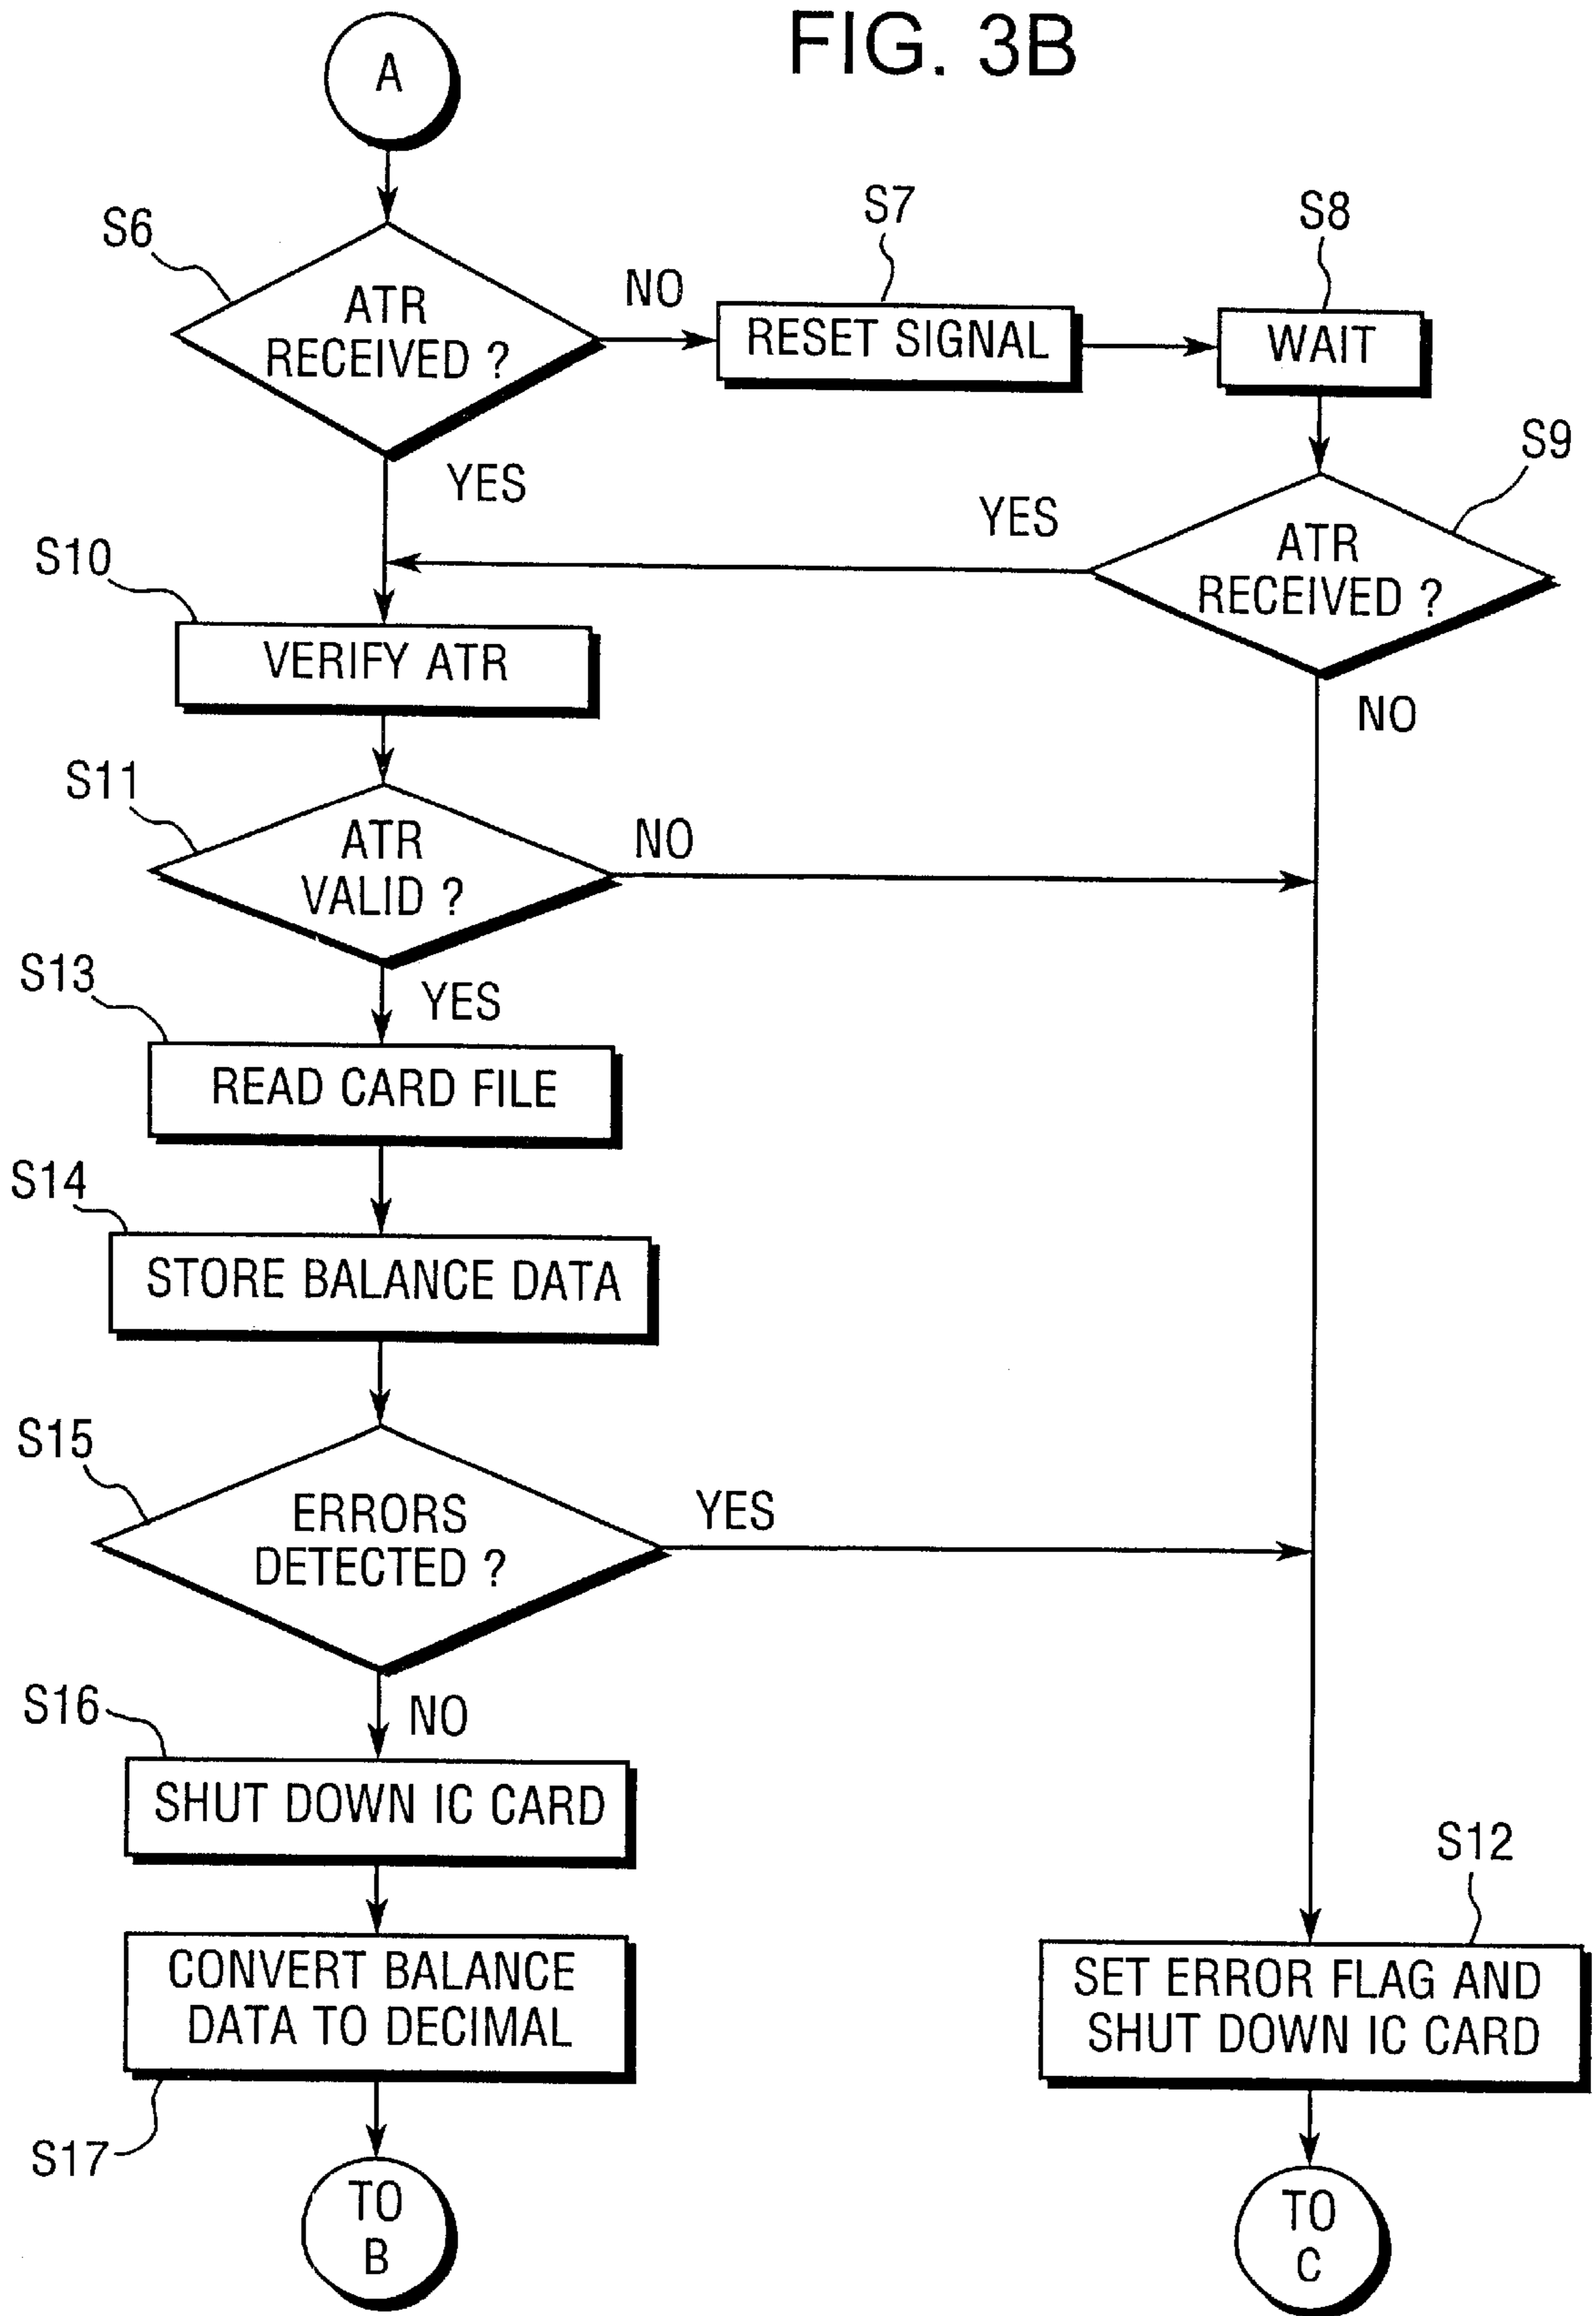 FIG. 3B
A
S6
ATR
RECEIVED ?
NO
YES
S7
RESET SIGNAL
S8
WAIT
S9
ATR
RECEIVED ?
YES
NO
S10
VERIFY ATR
S11
ATR
VALID ?
NO
YES
S13
READ CARD FILE
S14
STORE BALANCE DATA
S15
ERRORS
DETECTED ?
YES
NO
S16
SHUT DOWN IC CARD
S12
SET ERROR FLAG AND
SHUT DOWN IC CARD
CONVERT BALANCE
DATA TO DECIMAL
S17
TO
B
TO
C